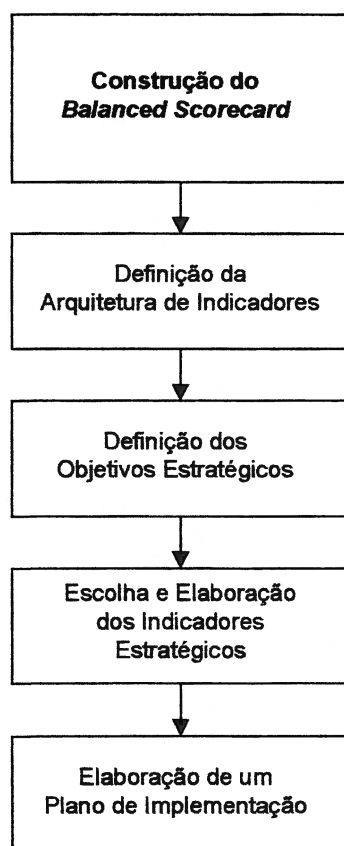 Construção do
Balanced Scorecard
Definição da
Arquitetura de Indicadores
Definição dos
Objetivos Estratégicos
Escolha e Elaboração
dos Indicadores
Estratégicos
Elaboração de um
Plano de Implementação